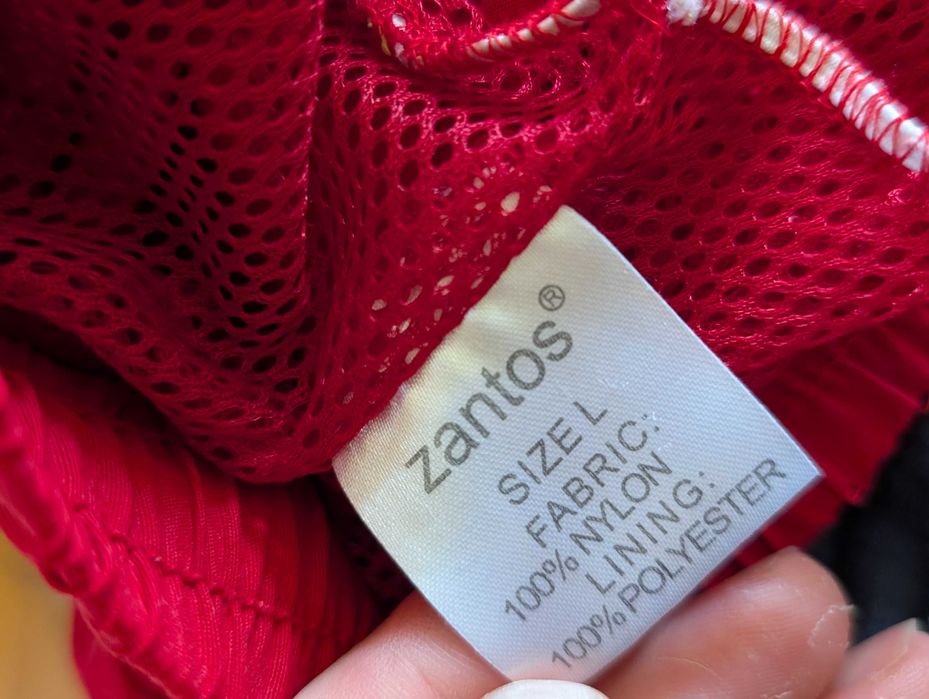 zantos®
SIZE L
FABRIC:
100% NYLON
LINING:
100% POLYESTER